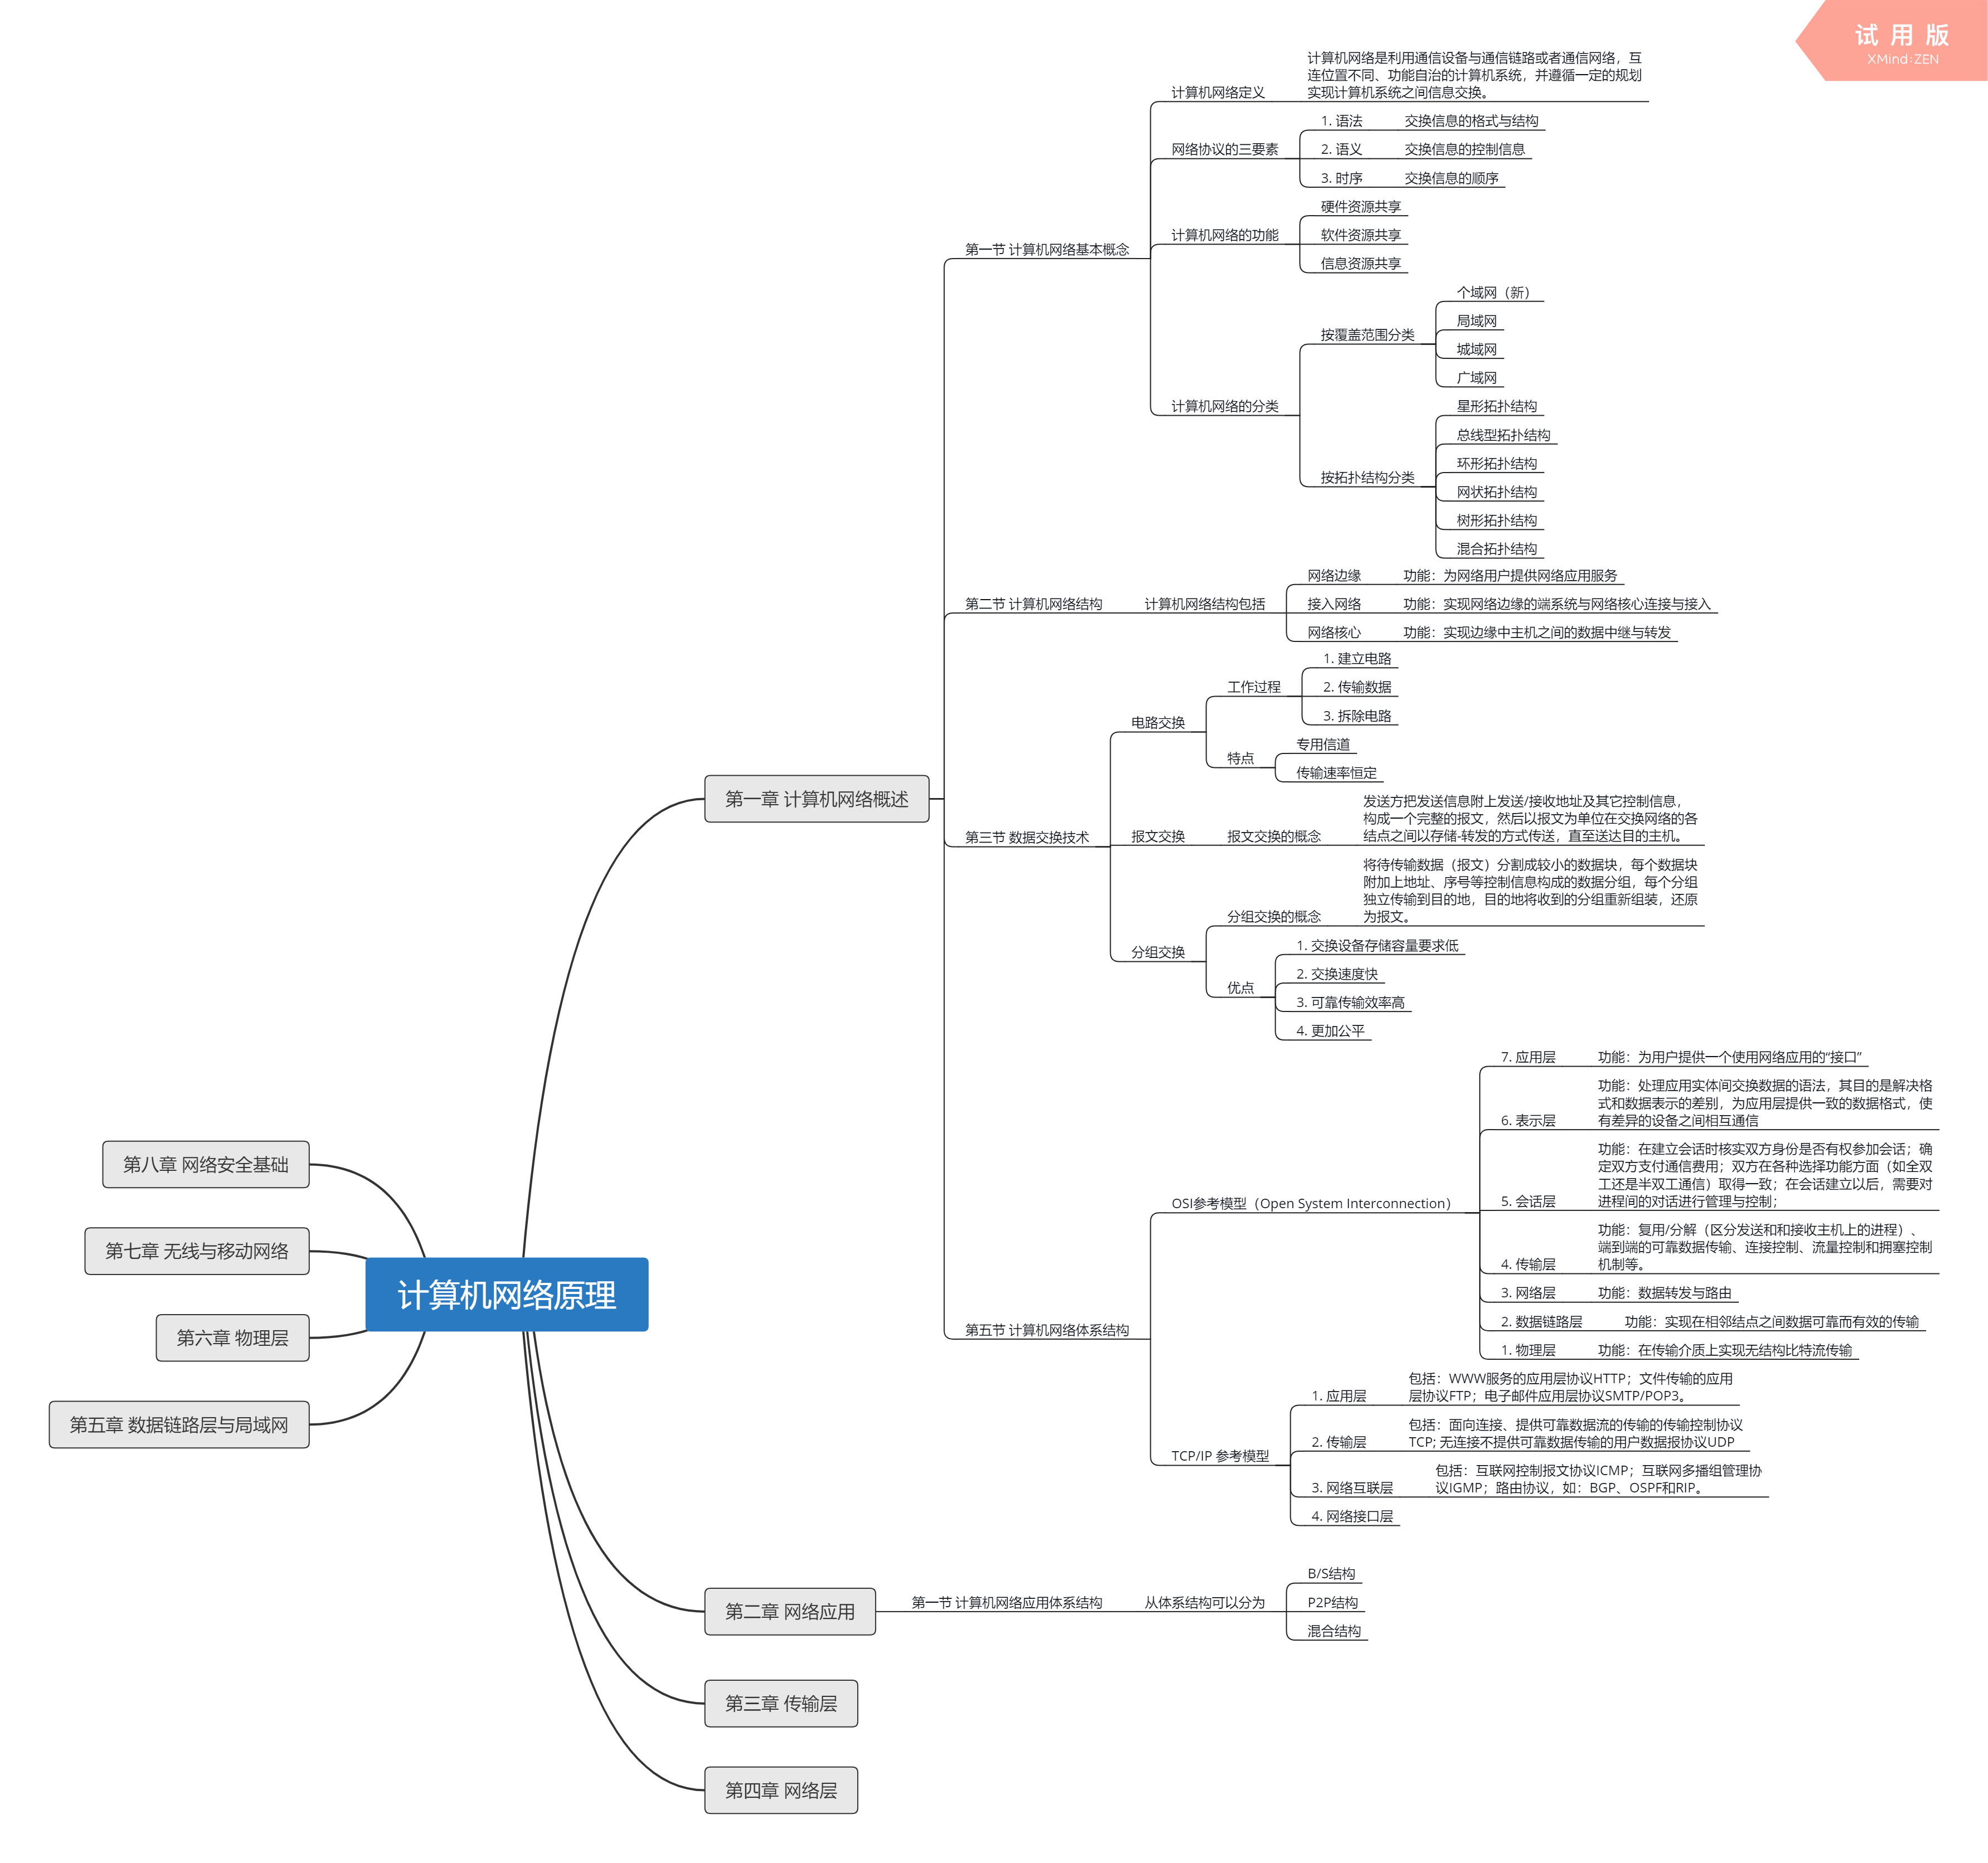 试用版
XMind:ZEN
计算机网络原理
第一章 计算机网络概述
第一节 计算机网络基本概念
计算机网络定义
计算机网络是利用通信设备与通信链路或者通信网络，互
连位置不同、功能自治的计算机系统，并遵循一定的规划
实现计算机系统之间信息交换。
网络协议的三要素
1. 语法
交换信息的格式与结构
2. 语义
交换信息的控制信息
3. 时序
交换信息的顺序
计算机网络的功能
硬件资源共享
软件资源共享
信息资源共享
计算机网络的分类
按覆盖范围分类
个域网（新）
局域网
城域网
广域网
按拓扑结构分类
星形拓扑结构
总线型拓扑结构
环形拓扑结构
网状拓扑结构
树形拓扑结构
混合拓扑结构
第二节 计算机网络结构
计算机网络结构包括
网络边缘
功能：为网络用户提供网络应用服务
接入网络
功能：实现网络边缘的端系统与网络核心连接与接入
网络核心
功能：实现边缘中主机之间的数据中继与转发
第三节 数据交换技术
电路交换
工作过程
1. 建立电路
2. 传输数据
3. 拆除电路
特点
专用信道
传输速率恒定
报文交换
报文交换的概念
发送方把发送信息附上发送/接收地址及其它控制信息，
构成一个完整的报文，然后以报文为单位在交换网络的各
结点之间以存储-转发的方式传送，直至送达目的主机。
分组交换
分组交换的概念
将待传输数据（报文）分割成较小的数据块，每个数据块
附加上地址、序号等控制信息构成的数据分组，每个分组
独立传输到目的地，目的地将收到的分组重新组装，还原
为报文。
优点
1. 交换设备存储容量要求低
2. 交换速度快
3. 可靠传输效率高
4. 更加公平
第五节 计算机网络体系结构
OSI参考模型（Open System Interconnection）
7. 应用层
功能：为用户提供一个使用网络应用的“接口”
6. 表示层
功能：处理应用实体间交换数据的语法，其目的是解决格
式和数据表示的差别，为应用层提供一致的数据格式，使
有差异的设备之间相互通信
5. 会话层
功能：在建立会话时核实双方身份是否有权参加会话；确
定双方支付通信费用；双方在各种选择功能方面（如全双
工还是半双工通信）取得一致；在会话建立以后，需要对
进程间的对话进行管理与控制；
4. 传输层
功能：复用/分解（区分发送和和接收主机上的进程）、
端到端的可靠数据传输、连接控制、流量控制和拥塞控制
机制等。
3. 网络层
功能：数据转发与路由
2. 数据链路层
功能：实现在相邻结点之间数据可靠而有效的传输
1. 物理层
功能：在传输介质上实现无结构比特流传输
TCP/IP 参考模型
1. 应用层
包括：WWW服务的应用层协议HTTP；文件传输的应用
层协议FTP；电子邮件应用层协议SMTP/POP3。
2. 传输层
包括：面向连接、提供可靠数据流的传输的传输控制协议
TCP; 无连接不提供可靠数据传输的用户数据报协议UDP
3. 网络互联层
包括：互联网控制报文协议ICMP；互联网多播组管理协
议IGMP；路由协议，如：BGP、OSPF和RIP。
4. 网络接口层
第二章 网络应用
第一节 计算机网络应用体系结构
从体系结构可以分为
B/S结构
P2P结构
混合结构
第三章 传输层
第四章 网络层
第八章 网络安全基础
第七章 无线与移动网络
第六章 物理层
第五章 数据链路层与局域网